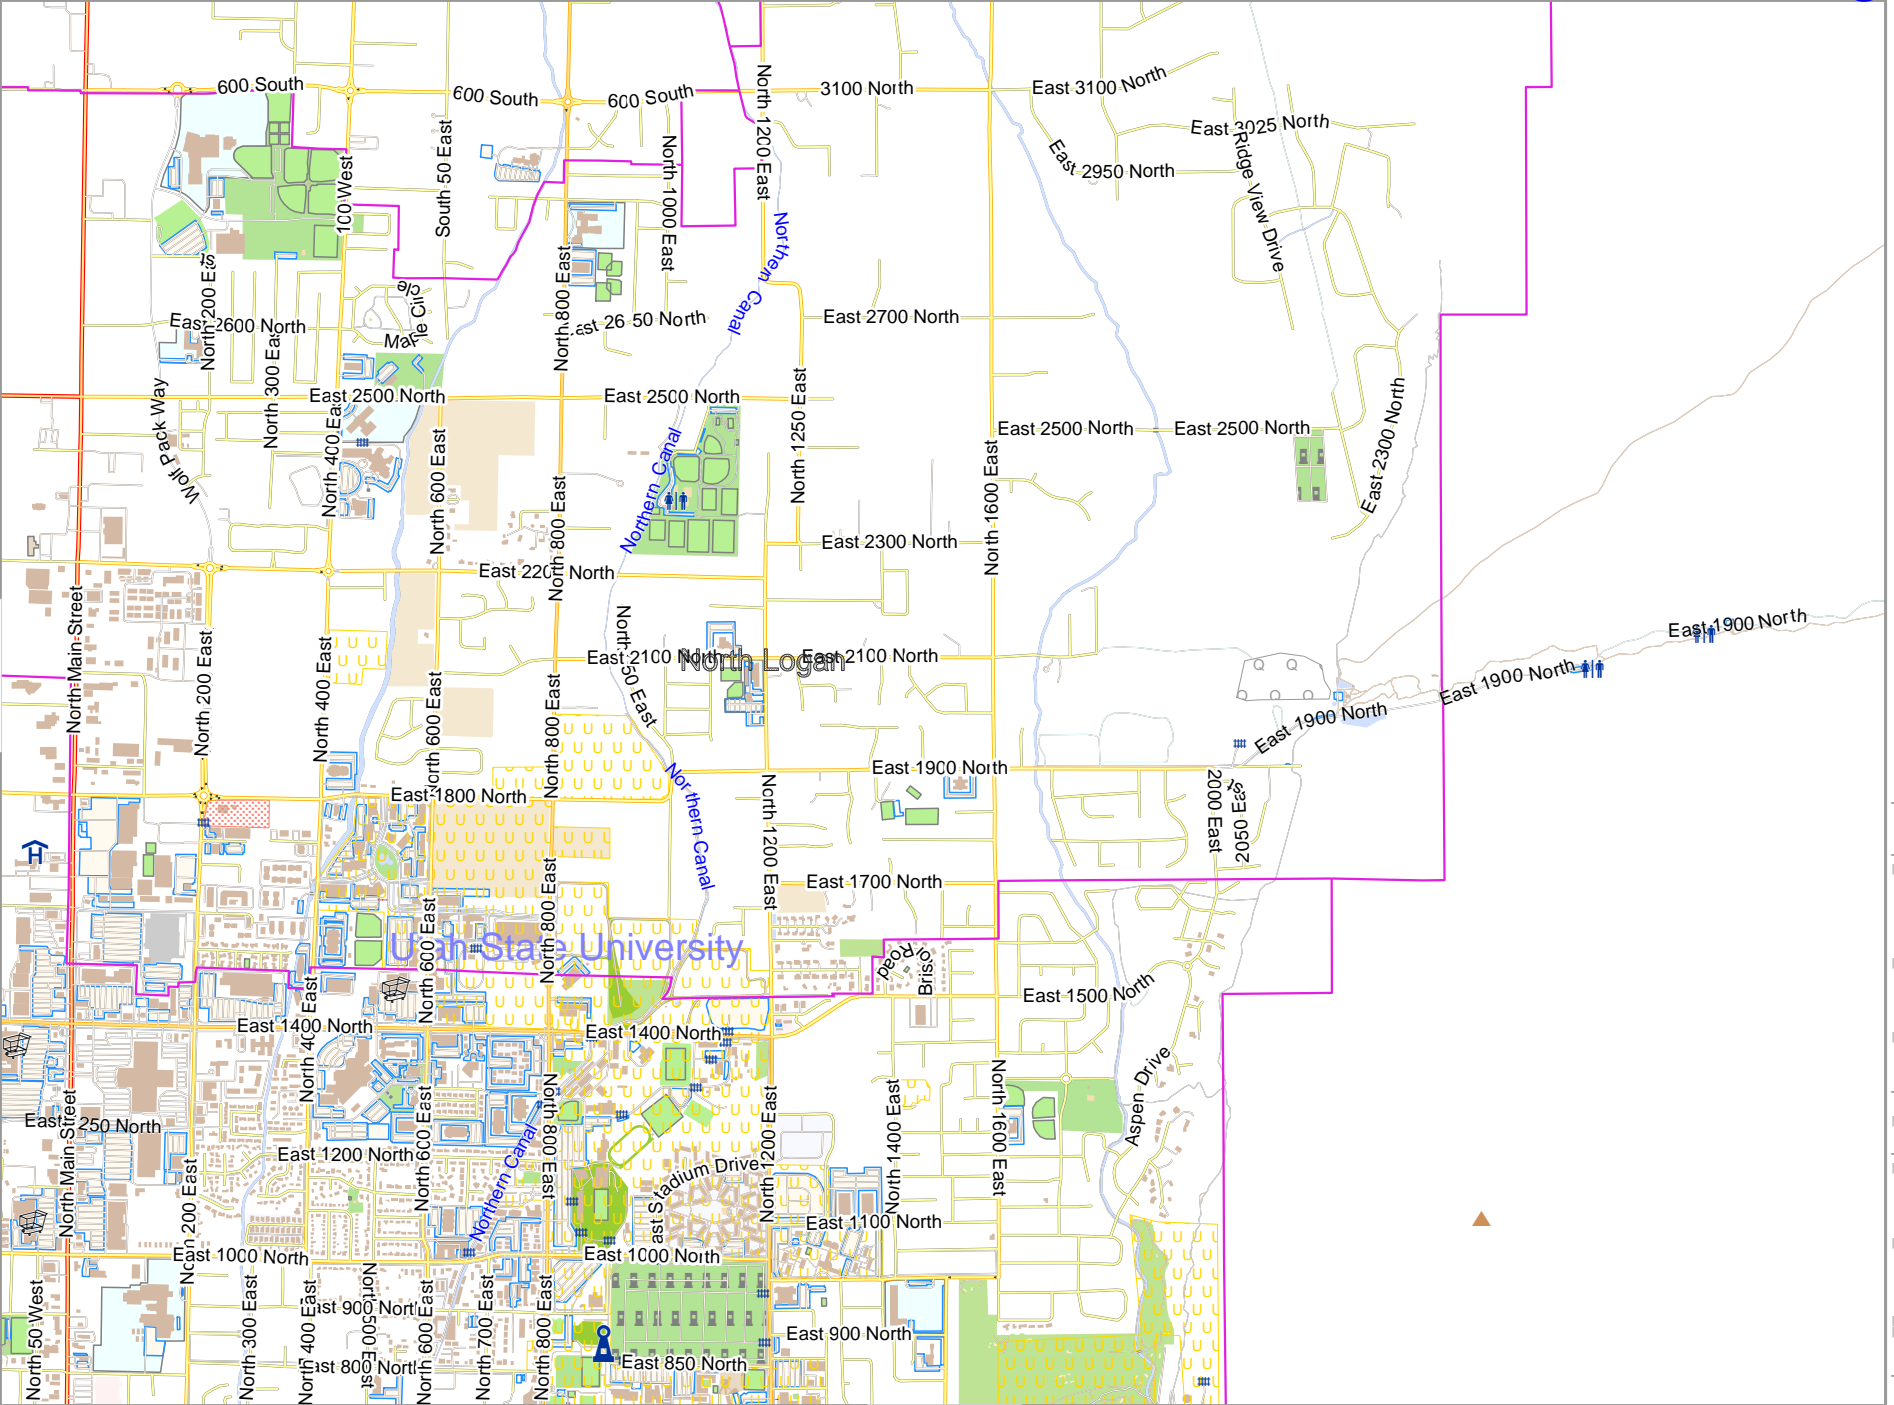 600 South
600 South
600 South
3100 North
East 3100 North
North 1200 East
East 3025 North
East 2950 North
Ridge View Drive
100 West
South 50 East
North 1000 East
Northern Canal
North 200 East
East 2600 North
North 300 East
Maple Circle
North 800 East
East 2650 North
East 2700 North
Wolf Pack Way
East 2500 North
East 2500 North
North 400 East
North 1250 East
East 2500 North
East 2500 North
East 2300 North
North 600 East
Northern Canal
North 1600 East
North 800 East
East 2300 North
East 2200 North
North Main Street
North 200 East
North 400 East
East 2100 North
North Logan
East 2100 North
East 1900 North
East 1900 North
East 1900 North
North 600 East
North 800 East
East 1900 North
East 1800 North
Northern Canal
North 1200 East
2000 East
2050 East
East 1700 North
North 600 East
North 800 East
Utah State University
Bristol Road
East 1500 North
East 1400 North
North 400 East
East 1400 North
Aspen Drive
North Main Street
East 1250 North
East 1200 North
North 600 East
Northern Canal
North 800 East
East Stadium Drive
North 1200 East
North 1400 East
North 1600 East
East 1100 North
North 200 East
East 1000 North
East 1000 North
North 50 West
North 300 East
North 400 East
East 900 North
North 500 East
North 600 East
North 700 East
North 800 East
East 900 North
East 800 North
East 850 North